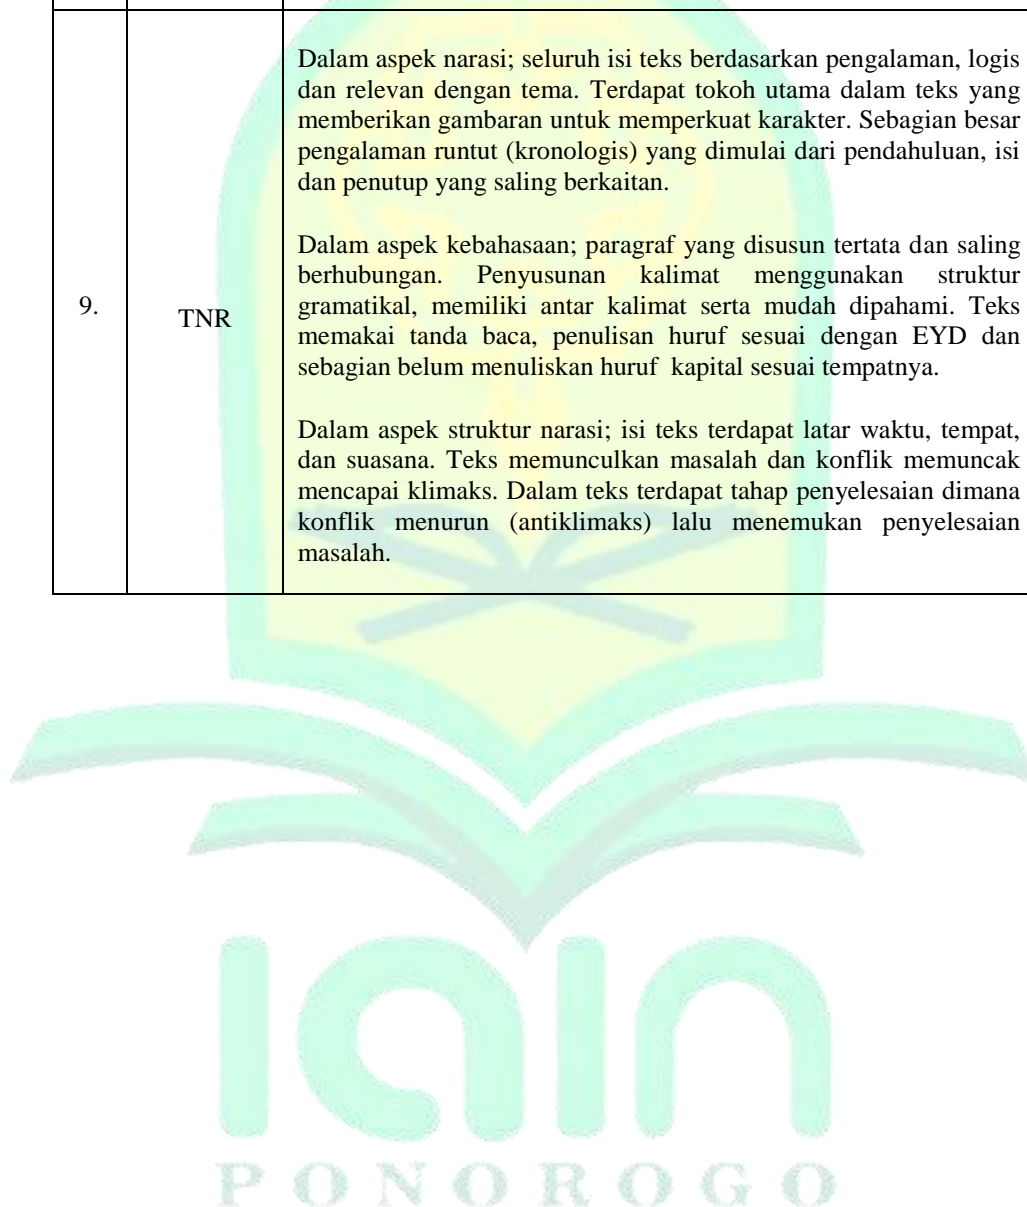 Dalam aspek narasi; seluruh isi teks berdasarkan pengalaman, logis
dan relevan dengan tema. Terdapat tokoh utama dalam teks yang
memberikan gambaran untuk memperkuat karakter. Sebagian besar
pengalaman runtut (kronologis) yang dimulai dari pendahuluan, isi
dan penutup yang saling berkaitan.
Dalam aspek kebahasaan; paragraf yang disusun tertata dan saling
berhubungan. Penyusunan kalimat menggunakan struktur
9. TNR gramatikal, memiliki antar kalimat serta mudah dipahami. Teks
memakai tanda baca, penulisan huruf sesuai dengan EYD dan
sebagian belum menuliskan huruf kapital sesuai tempatnya.
Dalam aspek struktur narasi; isi teks terdapat latar waktu, tempat,
dan suasana. Teks memunculkan masalah dan konflik memuncak
mencapai klimaks. Dalam teks terdapat tahap penyelesaian dimana
konflik menurun (antiklimaks) lalu menemukan penyelesaian
masalah.
iain
PONOROGO